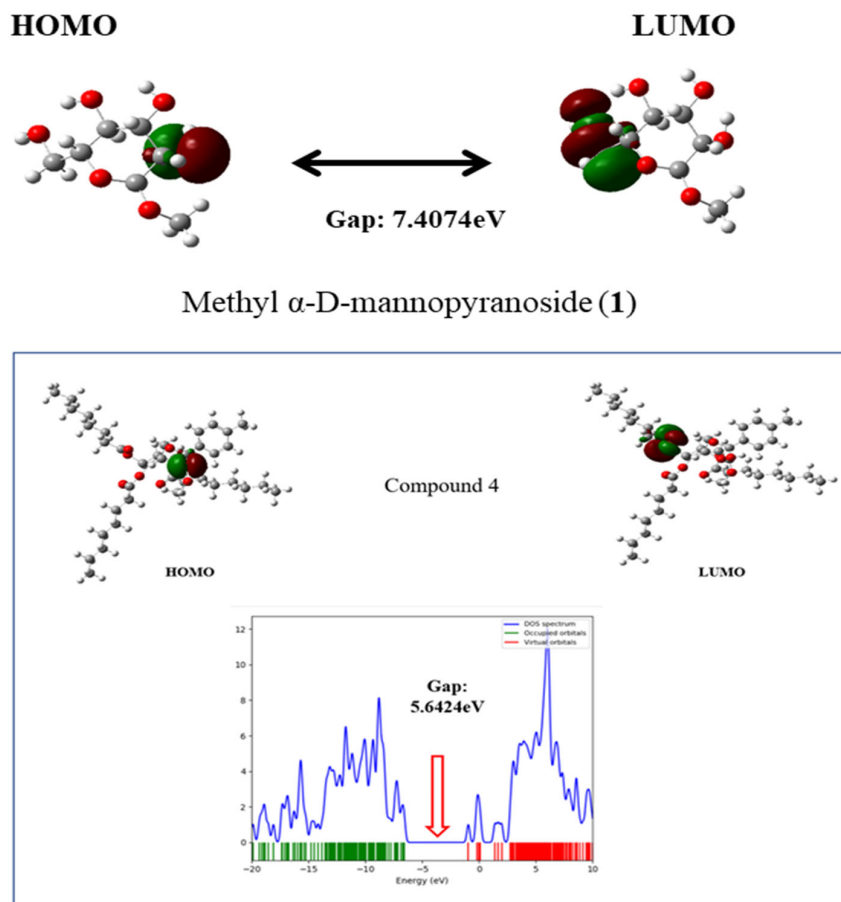 HOMO
LUMO
Gap: 7.4074eV
Methyl α-D-mannopyranoside (1)
Compound 4
HOMO
LUMO
DOS spectrum
Occupied orbitals
Virtual orbitals
Gap:
5.6424eV
12
10
8
6
4
2
0
−20 −15 −10 −5 0 5 10
Energy (eV)